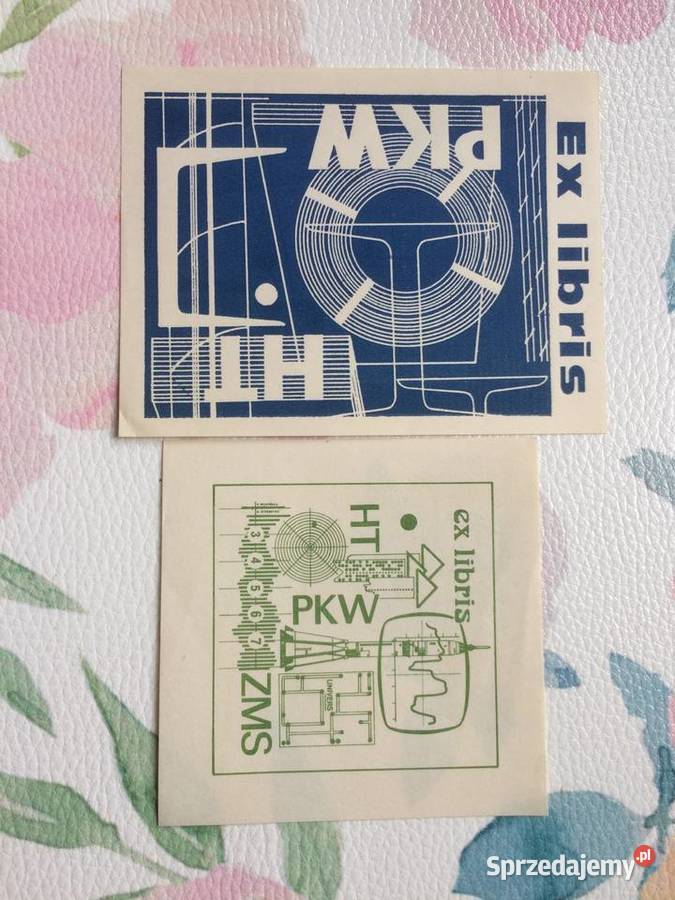 ex libris
PKW
HT
ex libris
HT
PKW
3 4 5 6 7
UNIVERS
ZMS
Sprzedajemy.pl